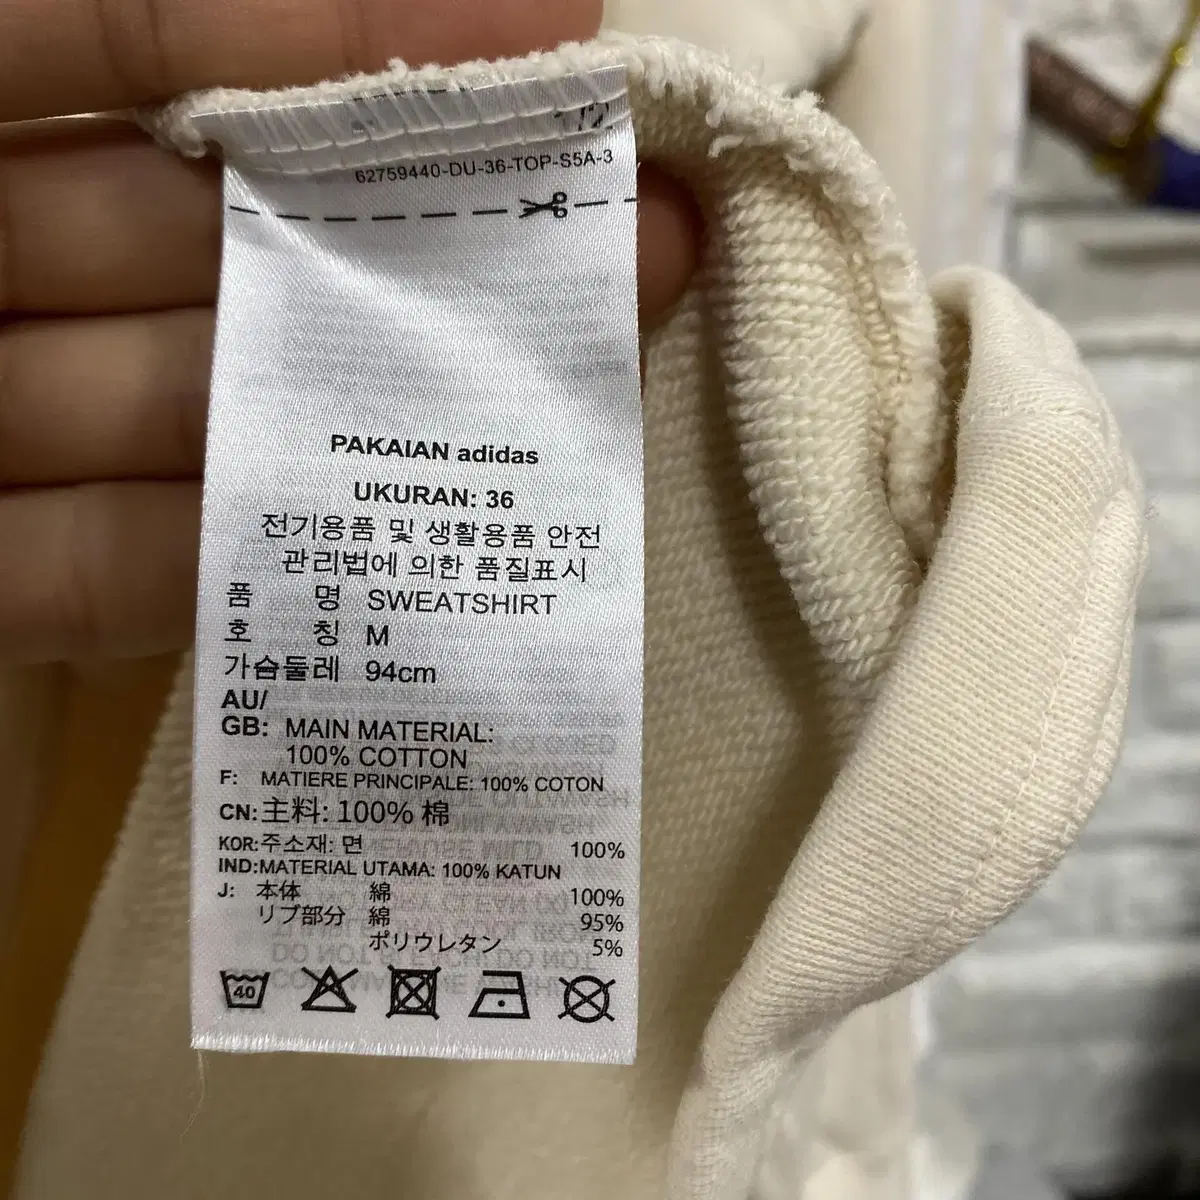 62759440-DU-36-TOP-S5A-3
PAKAIAN adidas
UKURAN: 36
전기용품 및 생활용품 안전
관리법에 의한 품질표시
품 명 SWEATSHIRT
호 칭 M
가슴둘레 94cm
AU/
GB: MAIN MATERIAL:
100% COTTON
F: MATIERE PRINCIPALE: 100% COTON
CN: 主料: 100% 棉
KOR: 주소재: 면 100%
IND: MATERIAL UTAMA: 100% KATUN
J: 本体 綿 100%
リブ部分 綿 95%
ポリウレタン 5%
40